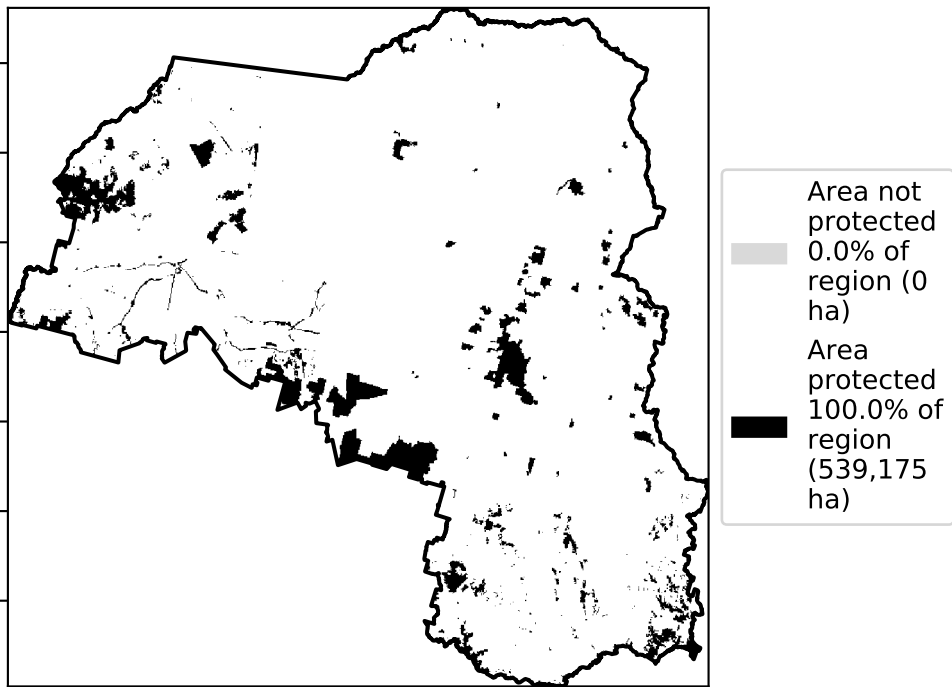 Area not
protected
0.0% of
region (0
ha)
Area
protected
100.0% of
region
(539,175
ha)